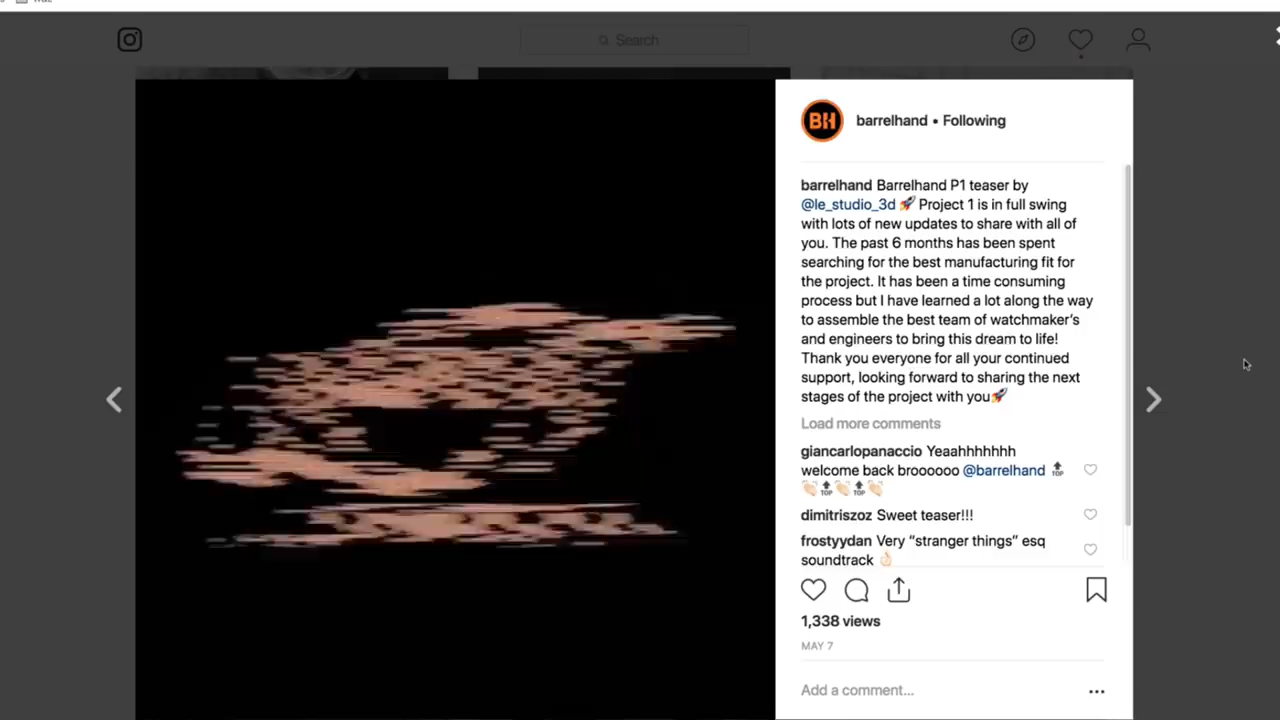 Search
BH
barrelhand • Following
barrelhand Barrelhand P1 teaser by
@le_studio_3d 🚀 Project 1 is in full swing
with lots of new updates to share with all of
you. The past 6 months has been spent
searching for the best manufacturing fit for
the project. It has been a time consuming
process but I have learned a lot along the way
to assemble the best team of watchmaker's
and engineers to bring this dream to life!
Thank you everyone for all your continued
support, looking forward to sharing the next
stages of the project with you🚀
Load more comments
giancarlopanaccio Yeaahhhhhhh
welcome back broooooo @barrelhand 🔝
👏🏻🔝👏🏻🔝👏🏻
dimitriszoz Sweet teaser!!!
frostyydan Very “stranger things” esq
soundtrack 👌🏻
1,338 views
MAY 7
Add a comment...